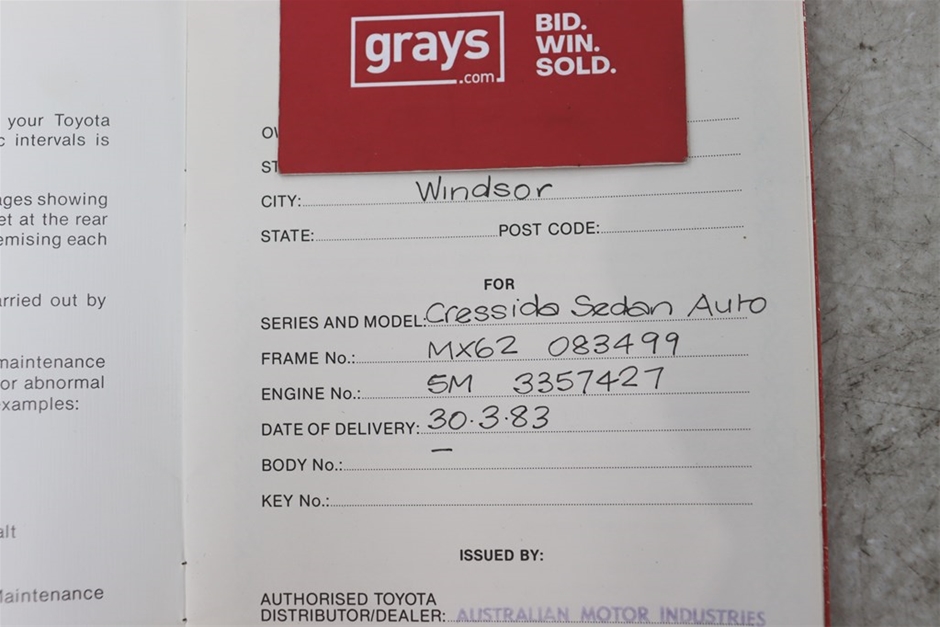 grays
.com
BID.
WIN.
SOLD.
your Toyota
intervals is
ages showing
et at the rear
emising each
arried out by
maintenance
or abnormal
examples:
alt
Maintenance
OW
ST
CITY: Windsor
STATE: POST CODE:
FOR
SERIES AND MODEL: Cressida Sedan Auto
FRAME No.: MX62 083499
ENGINE No.: 5M 3357427
DATE OF DELIVERY: 30.3.83
BODY No.: –
KEY No.:
ISSUED BY:
AUTHORISED TOYOTA
DISTRIBUTOR/DEALER: AUSTRALIAN MOTOR INDUSTRIES